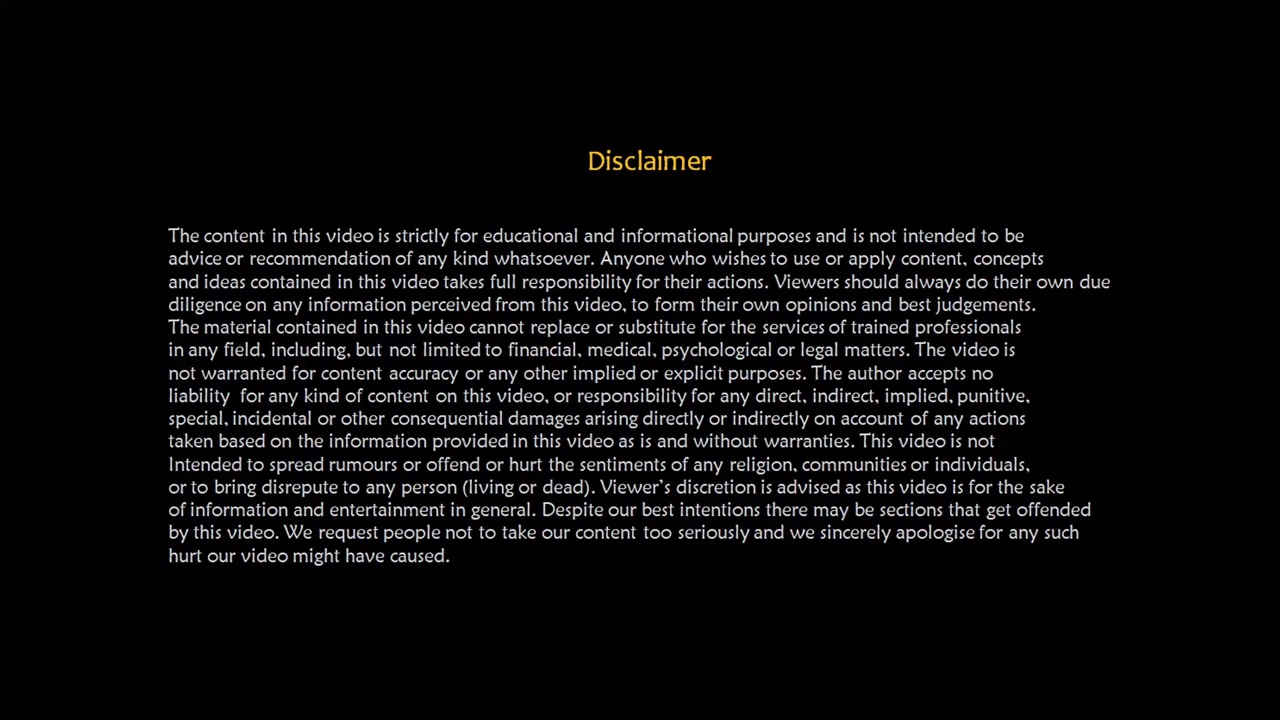 Disclaimer
The content in this video is strictly for educational and informational purposes and is not intended to be
advice or recommendation of any kind whatsoever. Anyone who wishes to use or apply content, concepts
and ideas contained in this video takes full responsibility for their actions. Viewers should always do their own due
diligence on any information perceived from this video, to form their own opinions and best judgements.
The material contained in this video cannot replace or substitute for the services of trained professionals
in any field, including, but not limited to financial, medical, psychological or legal matters. The video is
not warranted for content accuracy or any other implied or explicit purposes. The author accepts no
liability  for any kind of content on this video, or responsibility for any direct, indirect, implied, punitive,
special, incidental or other consequential damages arising directly or indirectly on account of any actions
taken based on the information provided in this video as is and without warranties. This video is not
Intended to spread rumours or offend or hurt the sentiments of any religion, communities or individuals,
or to bring disrepute to any person (living or dead). Viewer's discretion is advised as this video is for the sake
of information and entertainment in general. Despite our best intentions there may be sections that get offended
by this video. We request people not to take our content too seriously and we sincerely apologise for any such
hurt our video might have caused.